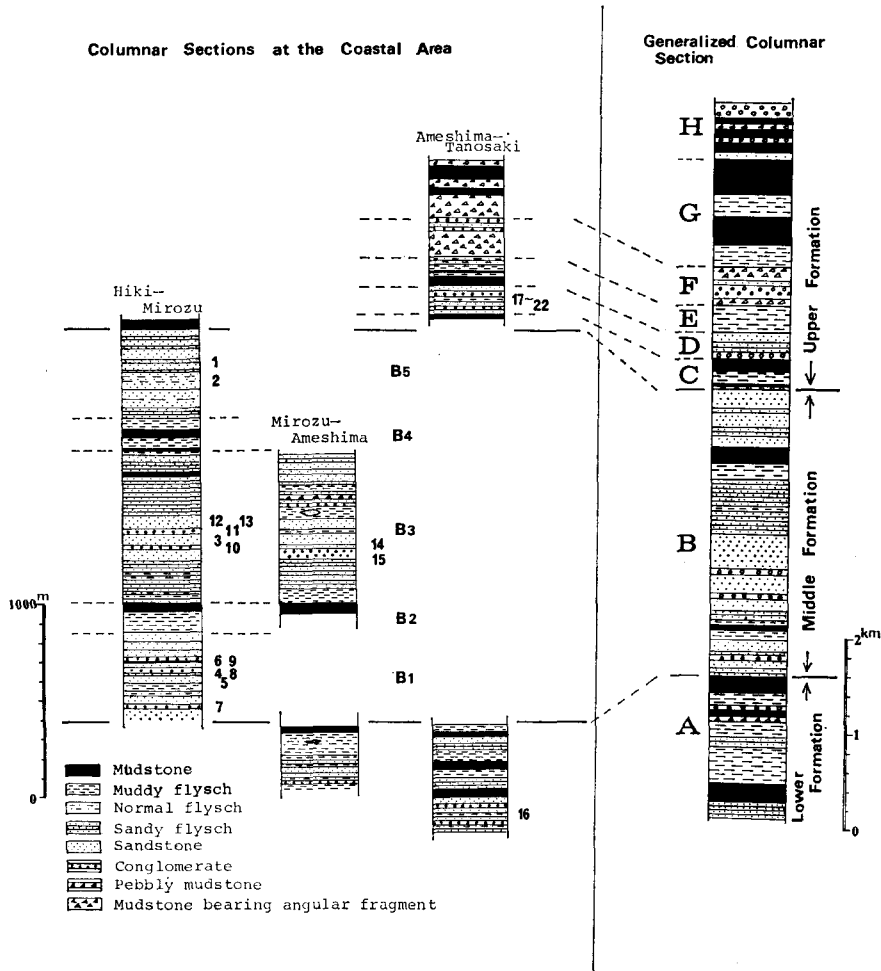 Columnar Sections at the Coastal Area
Generalized Columnar
Section
Ameshima—
Tanosaki
H
G
F
E
D
C
B
A
Upper Formation
Middle Formation
Lower Formation
17~22
Hiki—
Mirozu
1
2
B5
Mirozu—
Ameshima
B4
12 13
11
3
10
B3
14
15
1000m
B2
6 9
4 8
5
B1
7
0
16
2 km
1
0
Mudstone
Muddy flysch
Normal flysch
Sandy flysch
Sandstone
Conglomerate
Pebbly mudstone
Mudstone bearing angular fragment